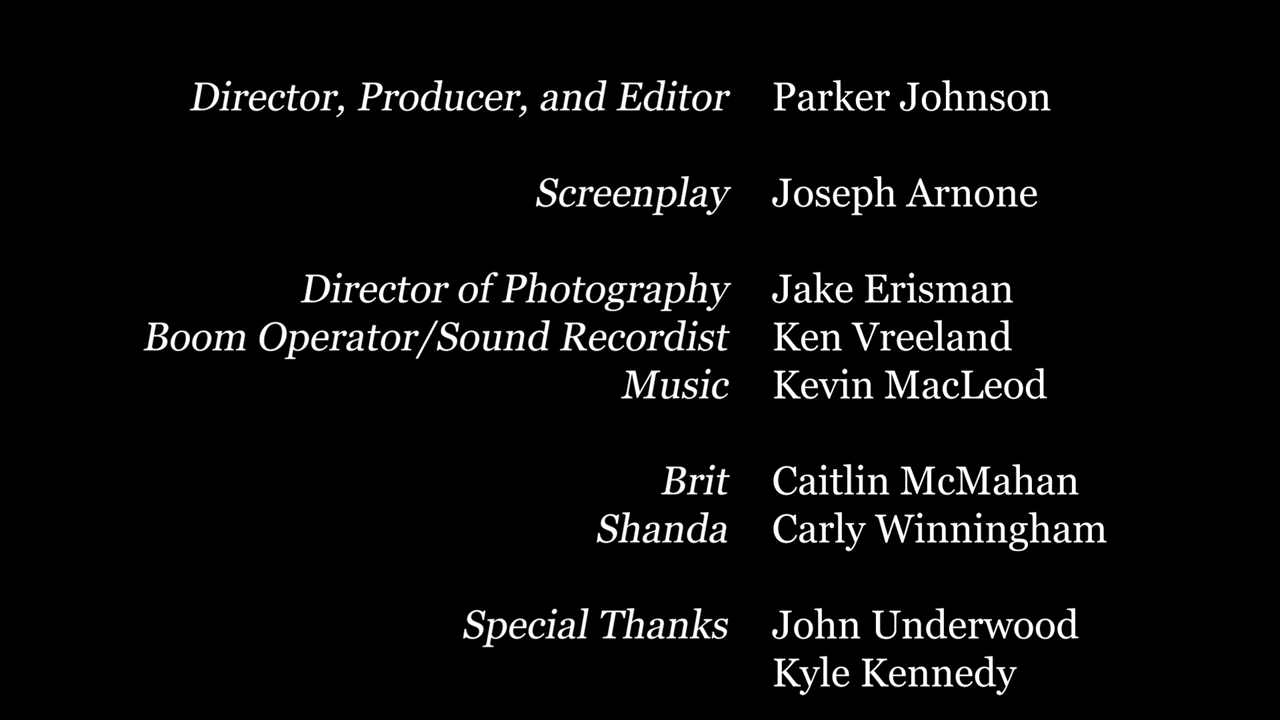 Director, Producer, and Editor Parker Johnson
Screenplay Joseph Arnone
Director of Photography Jake Erisman
Boom Operator/Sound Recordist Ken Vreeland
Music Kevin MacLeod
Brit Caitlin McMahan
Shanda Carly Winningham
Special Thanks John Underwood
Kyle Kennedy